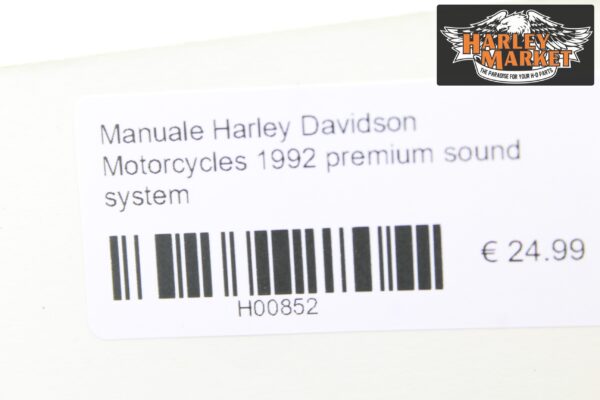 HARLEY
MARKET
THE PARADISE FOR YOUR H-D PARTS
Manuale Harley Davidson
Motorcycles 1992 premium sound
system
€ 24.99
H00852